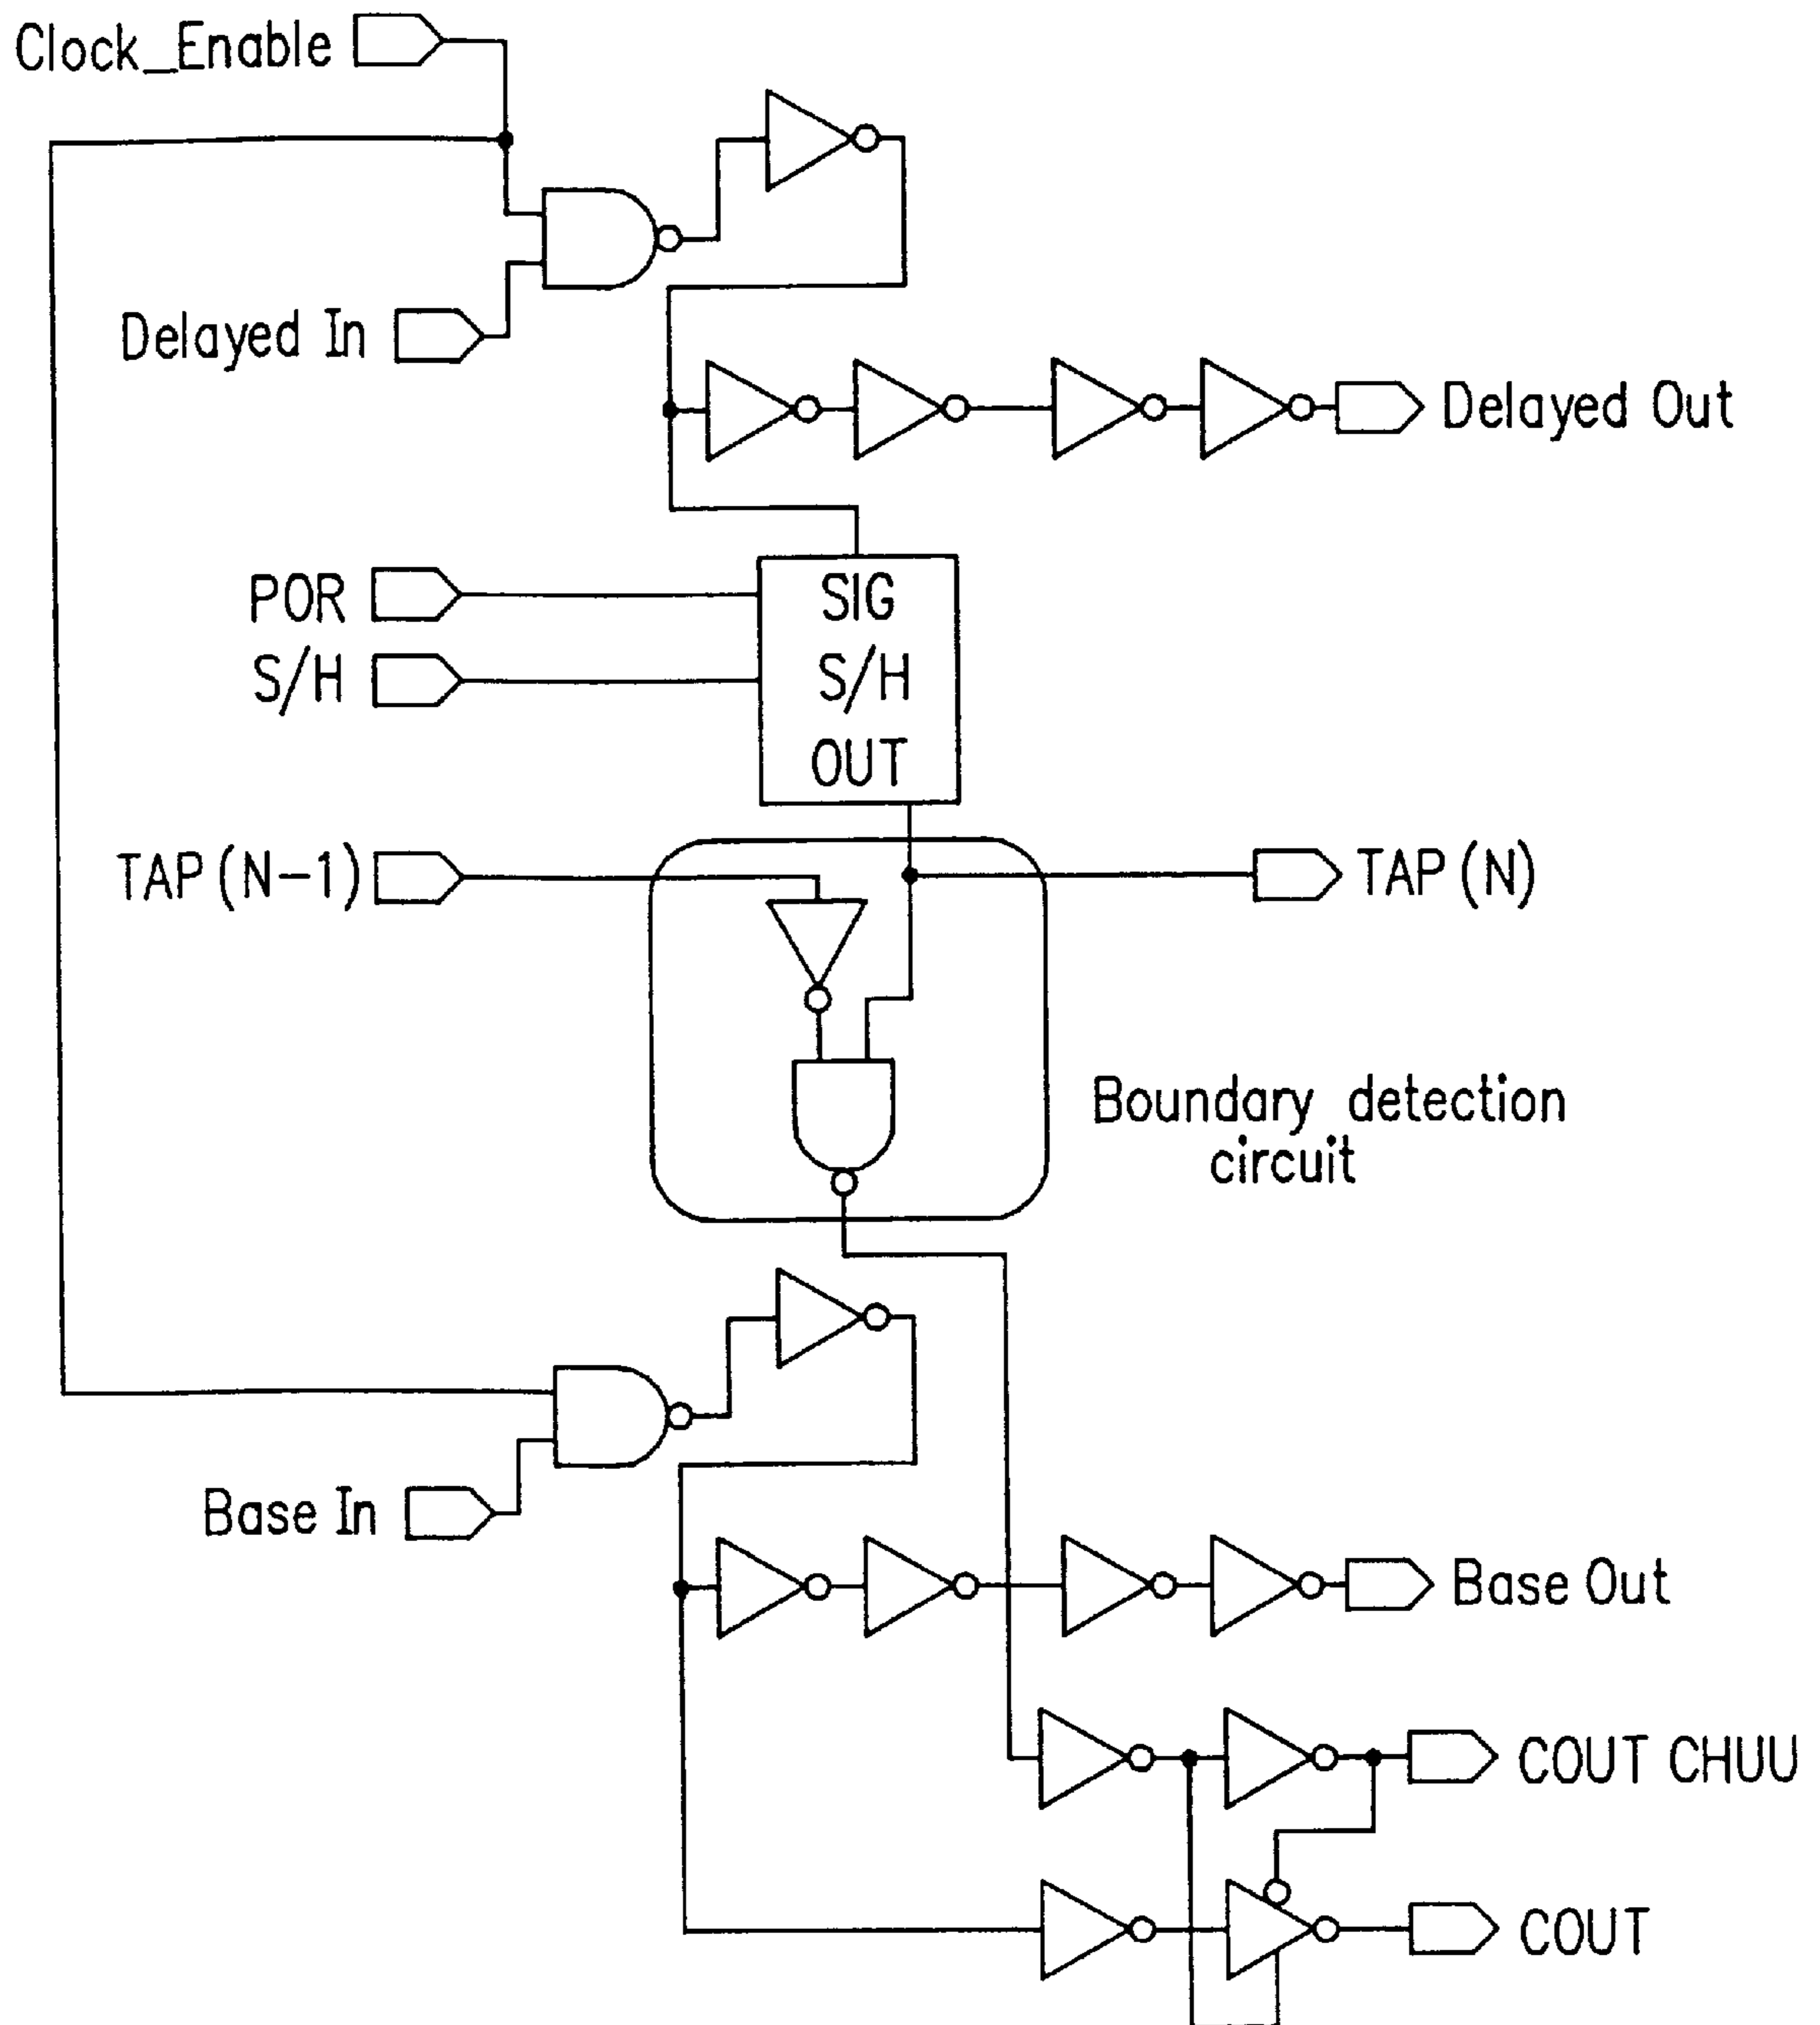 Clock_Enable
Delayed In
Delayed Out
POR
SIG
S/H
S/H
OUT
TAP(N-1)
TAP(N)
Boundary detection
circuit
Base In
Base Out
COUT CHUU
COUT